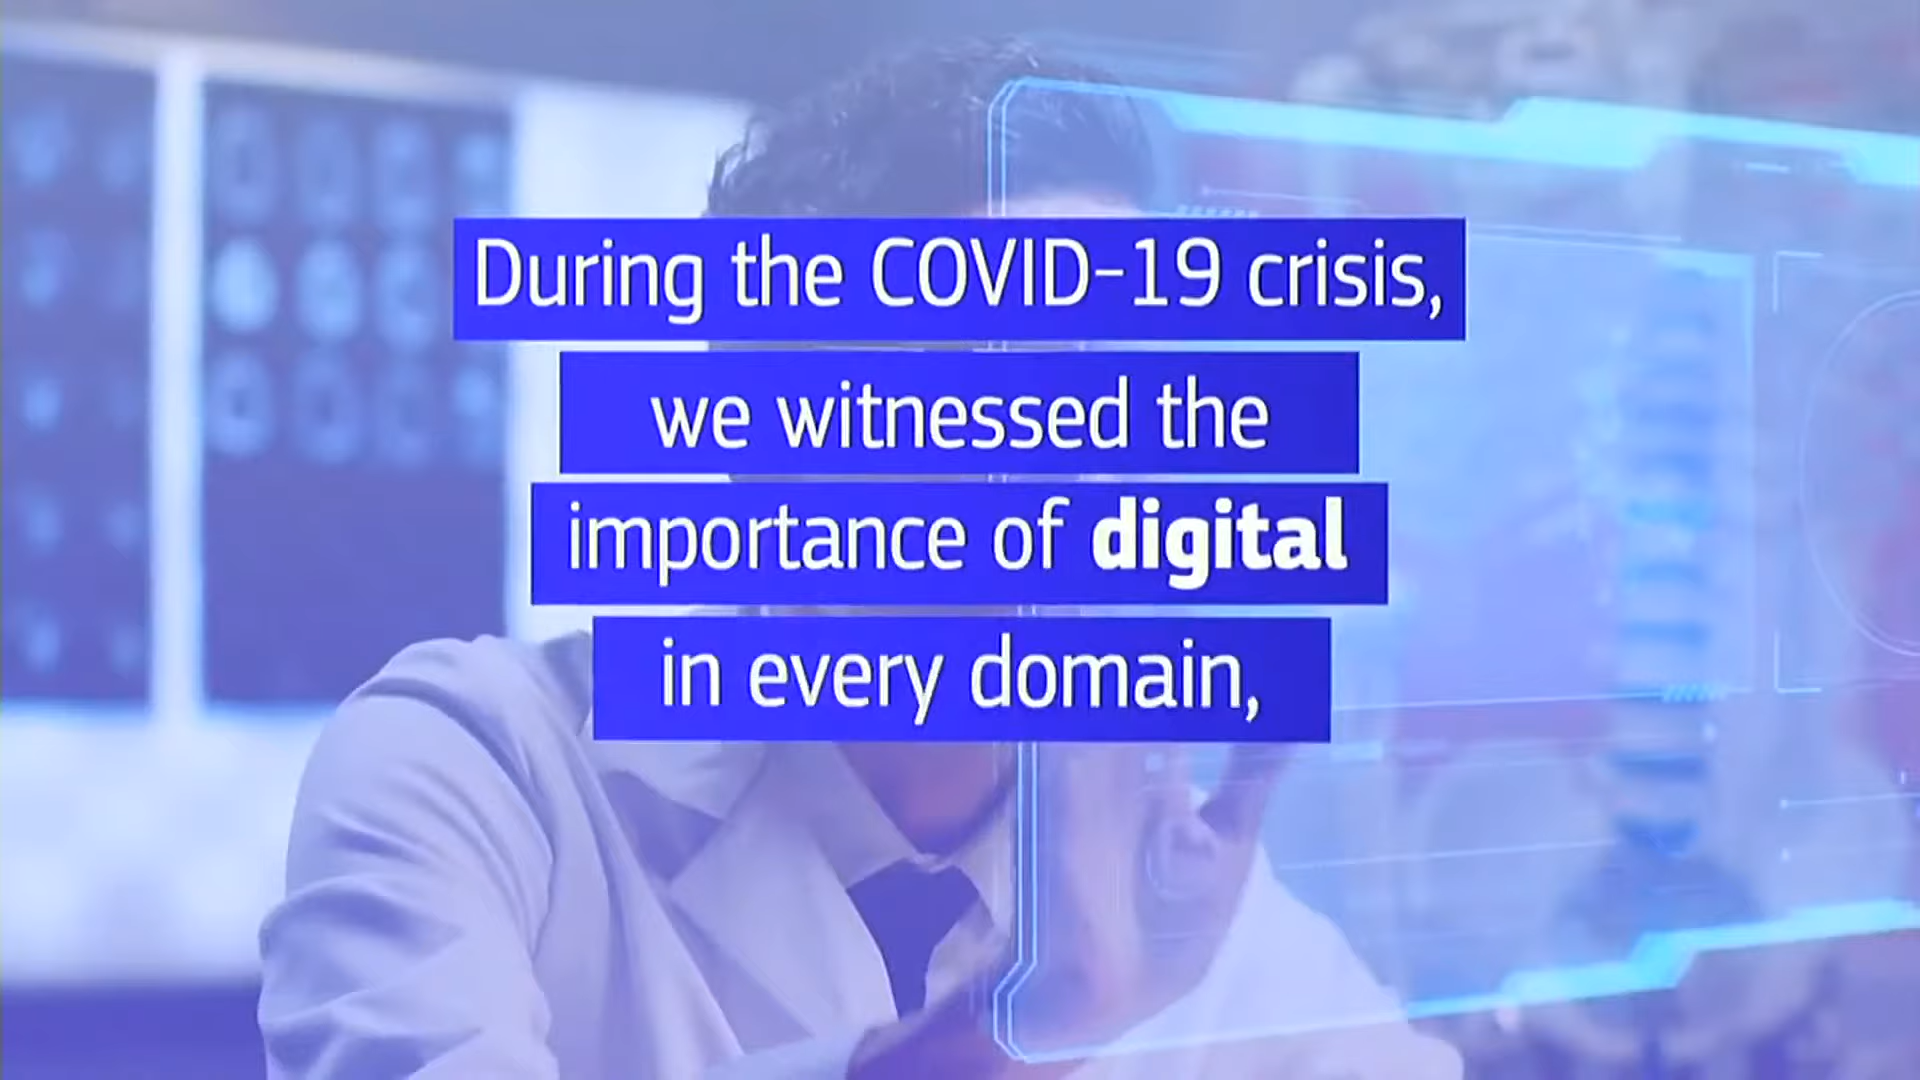 During the COVID-19 crisis,
we witnessed the
importance of digital
in every domain,